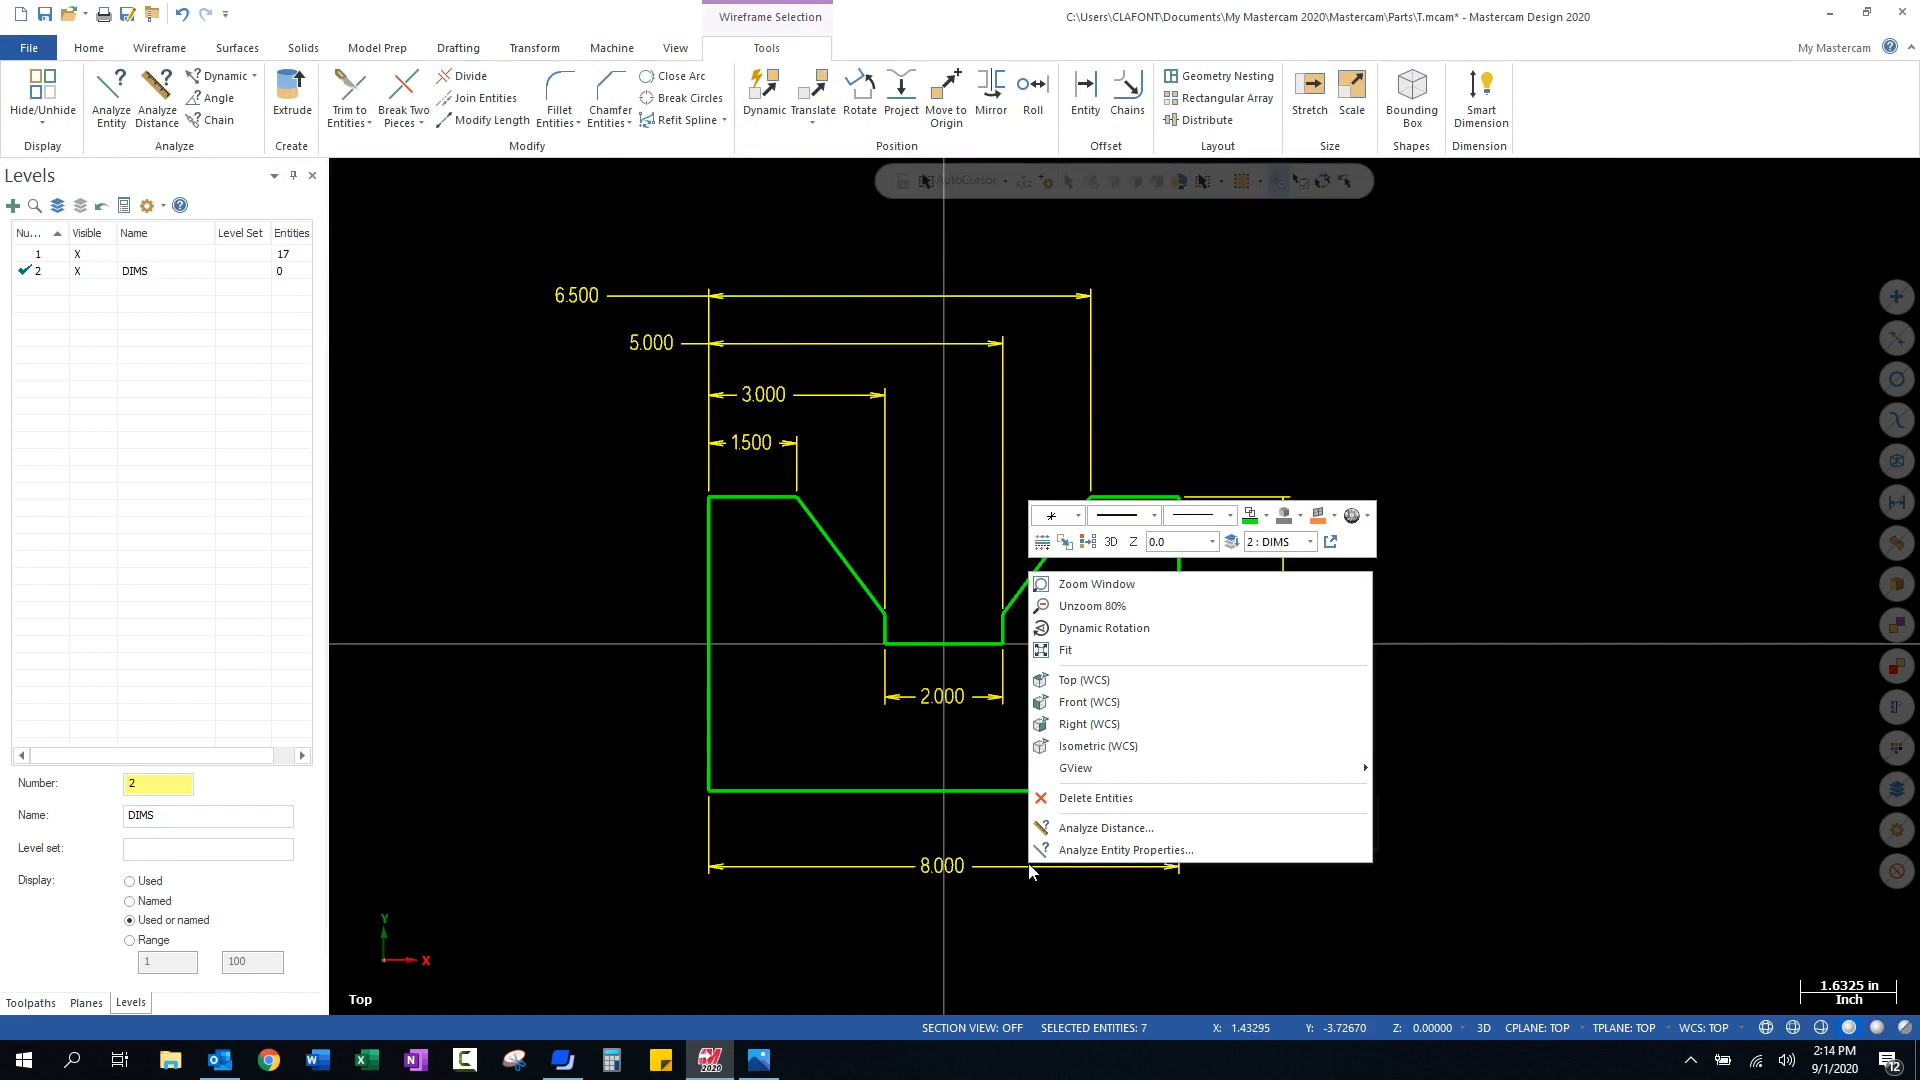 Wireframe Selection
C:\Users\CLAFONT\Documents\My Mastercam 2020\Mastercam\Parts\T.mcam* - Mastercam Design 2020
File Home Wireframe Surfaces Solids Model Prep Drafting Transform Machine View Tools My Mastercam
Hide/Unhide
Analyze Entity
Analyze Distance
Dynamic
Angle
Chain
Extrude
Trim to Entities
Break Two Pieces
Divide
Join Entities
Modify Length
Fillet Entities
Chamfer Entities
Close Arc
Break Circles
Refit Spline
Dynamic
Translate
Rotate
Project
Move to Origin
Mirror
Roll
Entity
Chains
Geometry Nesting
Rectangular Array
Distribute
Stretch
Scale
Bounding Box
Smart Dimension
Display Analyze Create Modify Position Offset Layout Size Shapes Dimension
Levels
AutoCursor
Nu... Visible Name Level Set Entities
1 X 17
2 X DIMS 0
6.500
5.000
3.000
1.500
2.000
8.000
3D Z 0.0 2 : DIMS
Zoom Window
Unzoom 80%
Dynamic Rotation
Fit
Top (WCS)
Front (WCS)
Right (WCS)
Isometric (WCS)
GView
Delete Entities
Analyze Distance...
Analyze Entity Properties...
Number: 2
Name: DIMS
Level set:
Display:
Used
Named
Used or named
Range
1 100
Toolpaths Planes Levels
Y
X
Top
1.6325 in
Inch
SECTION VIEW: OFF SELECTED ENTITIES: 7 X: 1.43295 Y: -3.72670 Z: 0.00000 3D CPLANE: TOP TPLANE: TOP WCS: TOP
2020
2:14 PM
9/1/2020
12